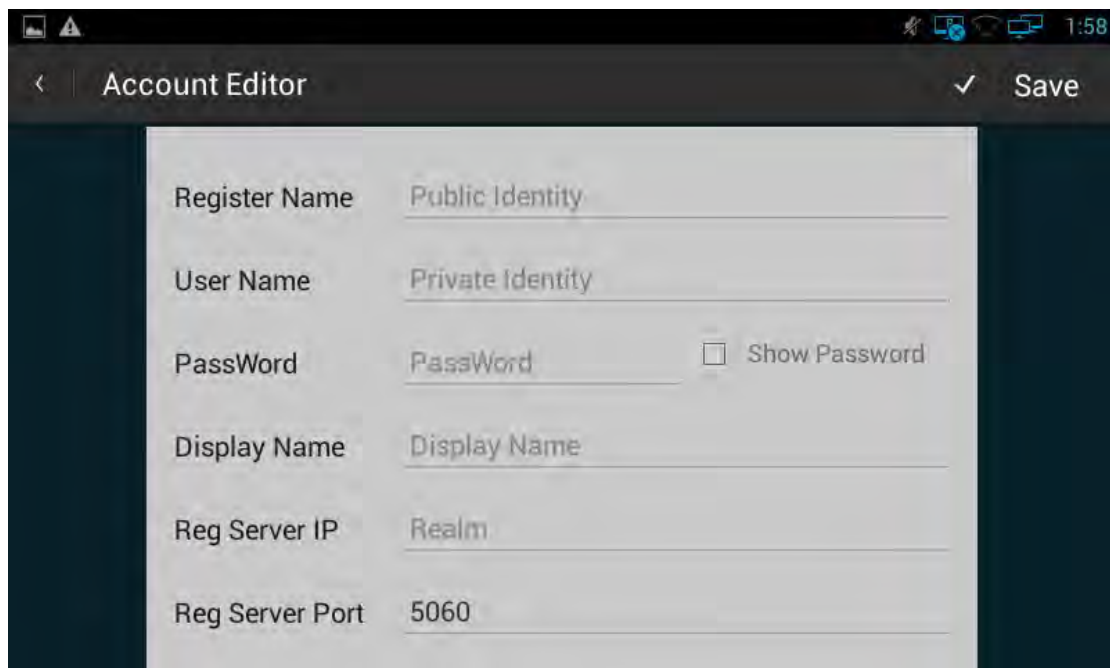 1:58
Account Editor Save
Register Name Public Identity
User Name Private Identity
PassWord PassWord Show Password
Display Name Display Name
Reg Server IP Realm
Reg Server Port 5060